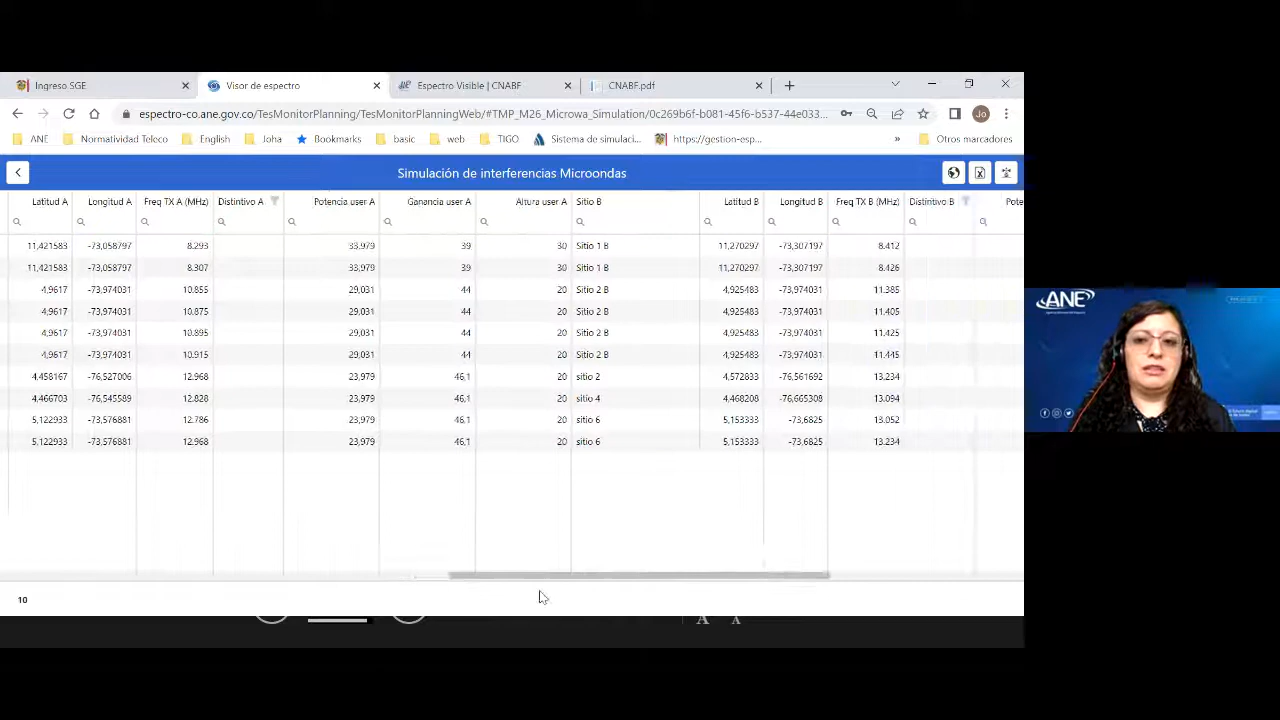 Ingreso SGE Visor de espectro Espectro Visible | CNABF CNABF.pdf
espectro-co.ane.gov.co/TesMonitorPlanning/TesMonitorPlanningWeb/#TMP_M26_Microwa_Simulation/0c269b6f-b081-45f6-b537-44e033... Jo
ANE Normatividad Teleco English Joha Bookmarks basic web TIGO Sistema de simulaci... https://gestion-esp... » Otros marcadores
Simulación de interferencias Microondas
Latitud A Longitud A Freq TX A (MHz) Distintivo A Potencia user A Ganancia user A Altura user A Sitio B Latitud B Longitud B Freq TX B (MHz) Distintivo B Pote
11,421583 -73,058797 8.293 33,979 39 30 Sitio 1 B 11,270297 -73,307197 8.412
11,421583 -73,058797 8.307 33,979 39 30 Sitio 1 B 11,270297 -73,307197 8.426
4,9617 -73,974031 10.855 29,031 44 20 Sitio 2 B 4,925483 -73,974031 11.385
4,9617 -73,974031 10.875 29,031 44 20 Sitio 2 B 4,925483 -73,974031 11.405
4,9617 -73,974031 10.895 29,031 44 20 Sitio 2 B 4,925483 -73,974031 11.425
4,9617 -73,974031 10.915 29,031 44 20 Sitio 2 B 4,925483 -73,974031 11.445
4,458167 -76,527006 12.968 23,979 46,1 20 sitio 2 4,572833 -76,561692 13.234
4,466703 -76,545589 12.828 23,979 46,1 20 sitio 4 4,468208 -76,665308 13.094
5,122933 -73,576881 12.786 23,979 46,1 20 sitio 6 5,153333 -73,6825 13.052
5,122933 -73,576881 12.968 23,979 46,1 20 sitio 6 5,153333 -73,6825 13.234
10
A A
ANE